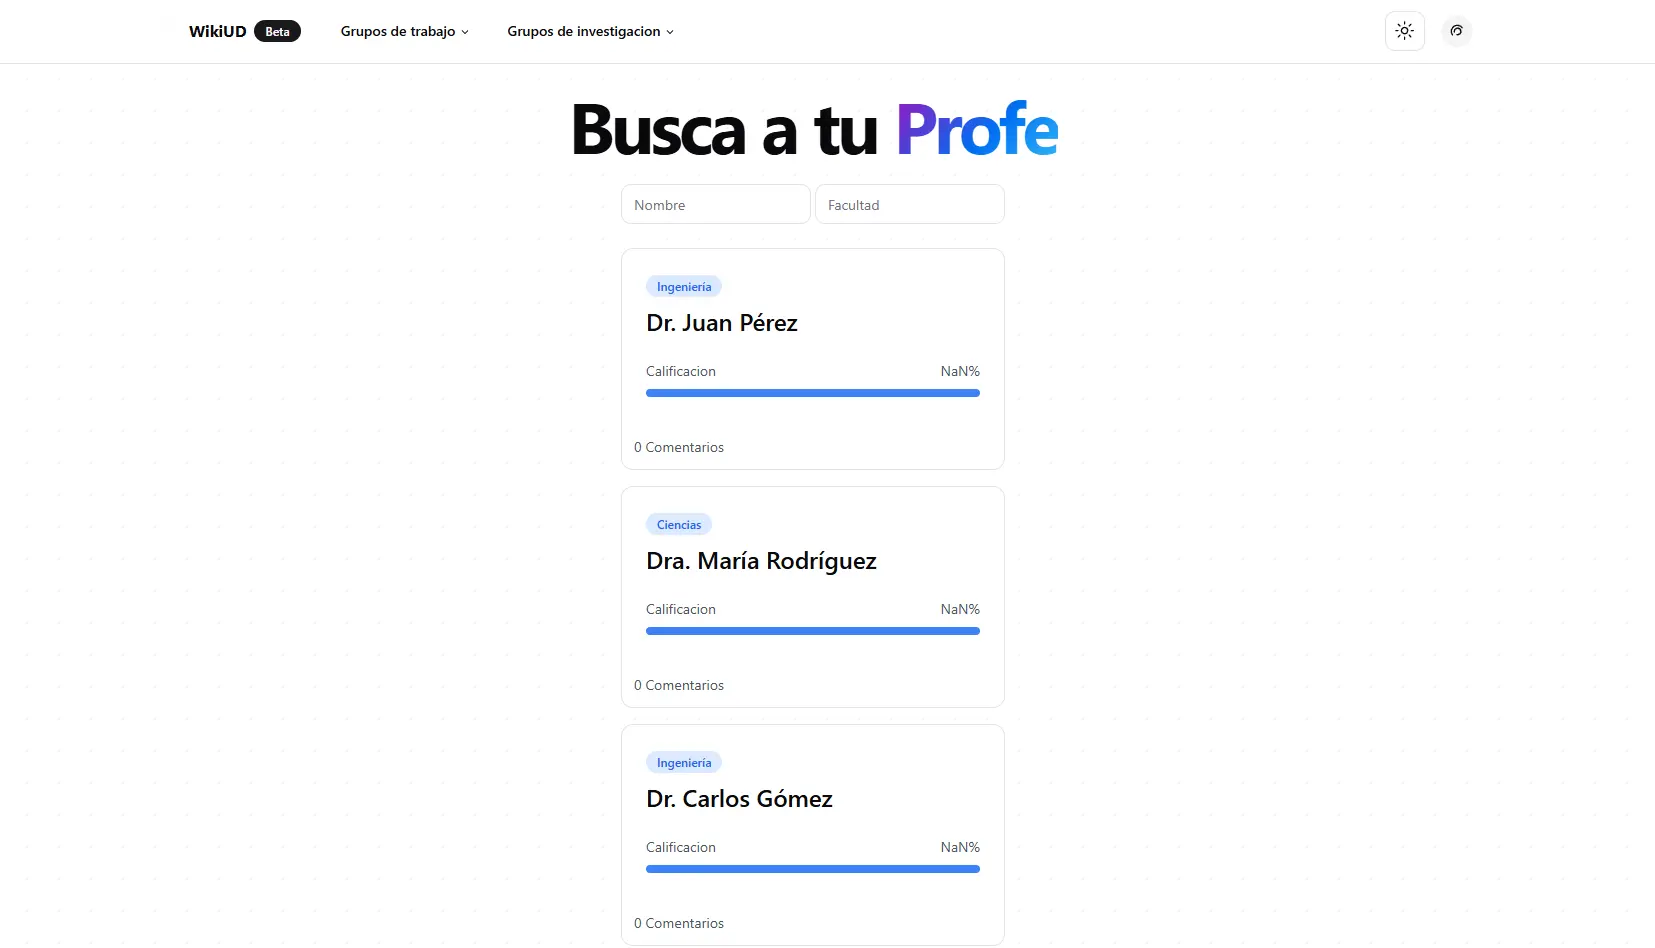 WikiUD Beta Grupos de trabajo Grupos de investigacion
Busca a tu Profe
Nombre Facultad
Ingeniería
Dr. Juan Pérez
Calificacion NaN%
0 Comentarios
Ciencias
Dra. María Rodríguez
Calificacion NaN%
0 Comentarios
Ingeniería
Dr. Carlos Gómez
Calificacion NaN%
0 Comentarios